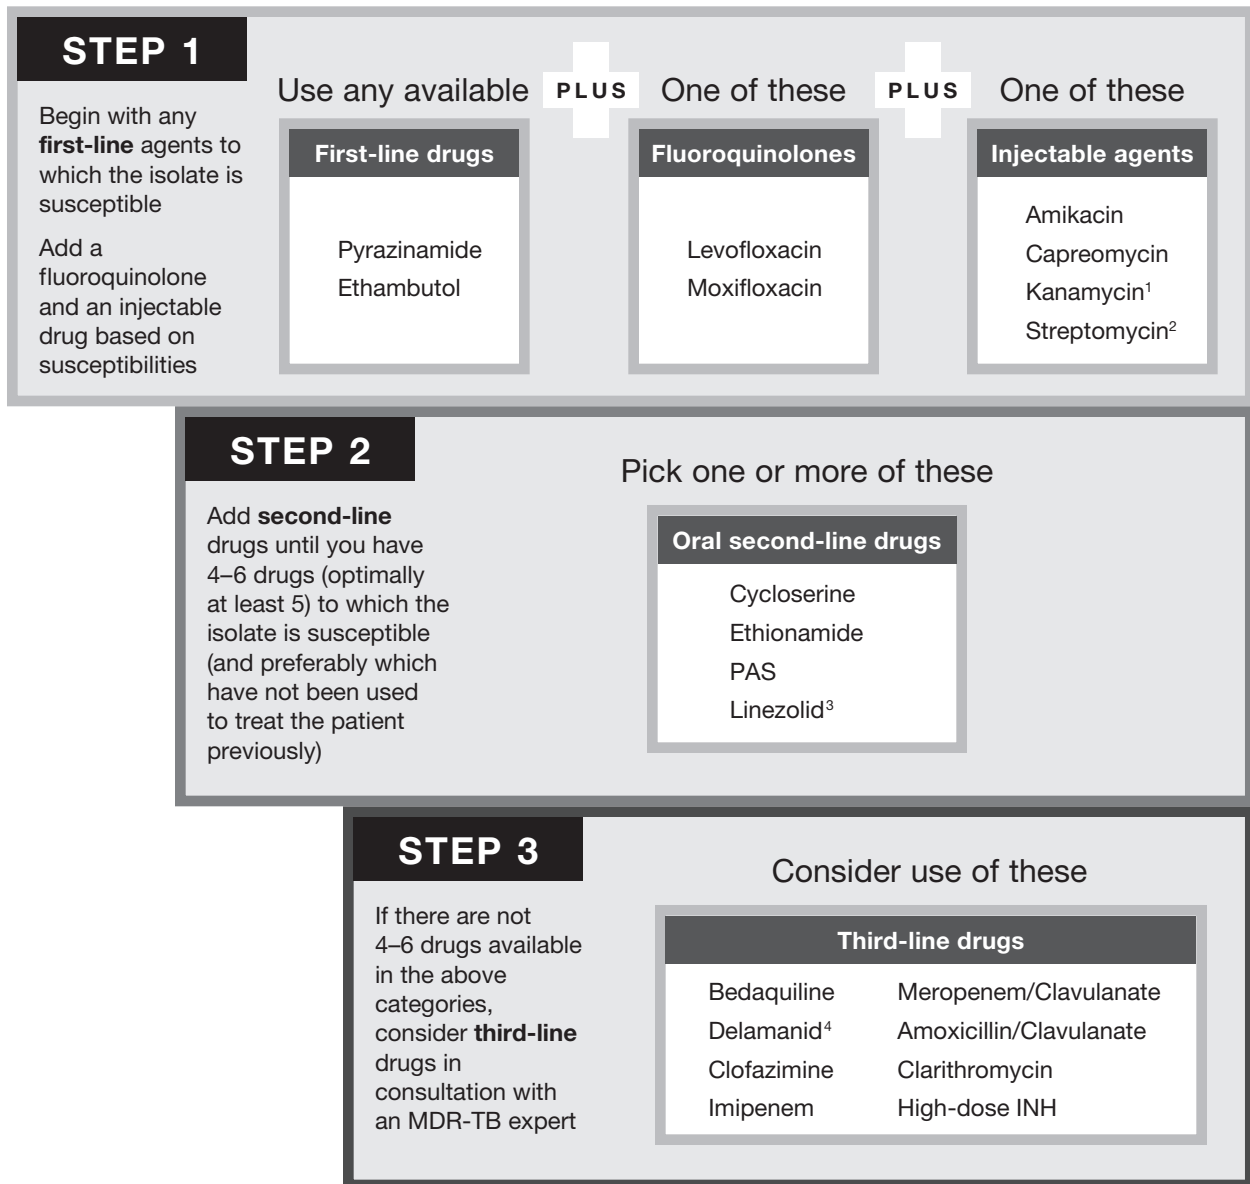 STEP 1
Begin with any
first-line agents to
which the isolate is
susceptible
Add a
fluoroquinolone
and an injectable
drug based on
susceptibilities
Use any available
PLUS
One of these
PLUS
One of these
First-line drugs
Pyrazinamide
Ethambutol
Fluoroquinolones
Levofloxacin
Moxifloxacin
Injectable agents
Amikacin
Capreomycin
Kanamycin¹
Streptomycin²
STEP 2
Add second-line
drugs until you have
4–6 drugs (optimally
at least 5) to which the
isolate is susceptible
(and preferably which
have not been used
to treat the patient
previously)
Pick one or more of these
Oral second-line drugs
Cycloserine
Ethionamide
PAS
Linezolid³
STEP 3
If there are not
4–6 drugs available
in the above
categories,
consider third-line
drugs in
consultation with
an MDR-TB expert
Consider use of these
Third-line drugs
Bedaquiline
Delamanid⁴
Clofazimine
Imipenem
Meropenem/Clavulanate
Amoxicillin/Clavulanate
Clarithromycin
High-dose INH